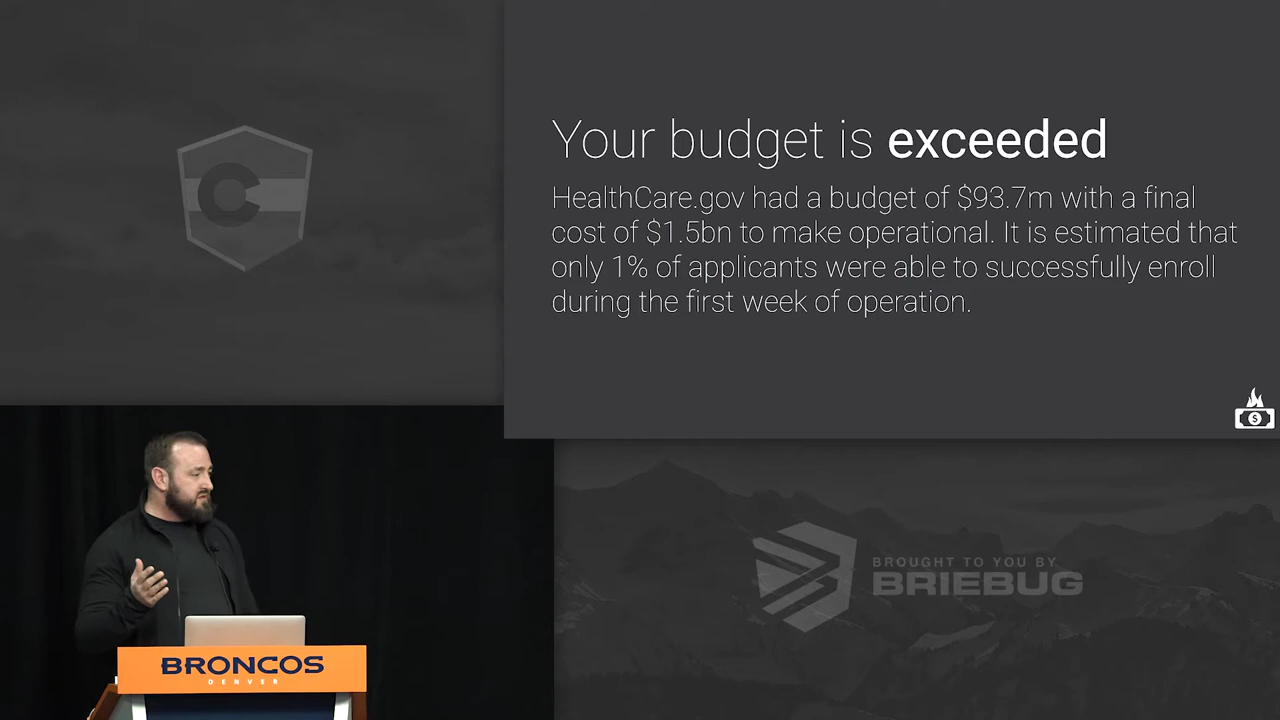 Your budget is exceeded
HealthCare.gov had a budget of $93.7m with a final
cost of $1.5bn to make operational. It is estimated that
only 1% of applicants were able to successfully enroll
during the first week of operation.
BROUGHT TO YOU BY
BRIEBUG
BRONCOS
DENVER